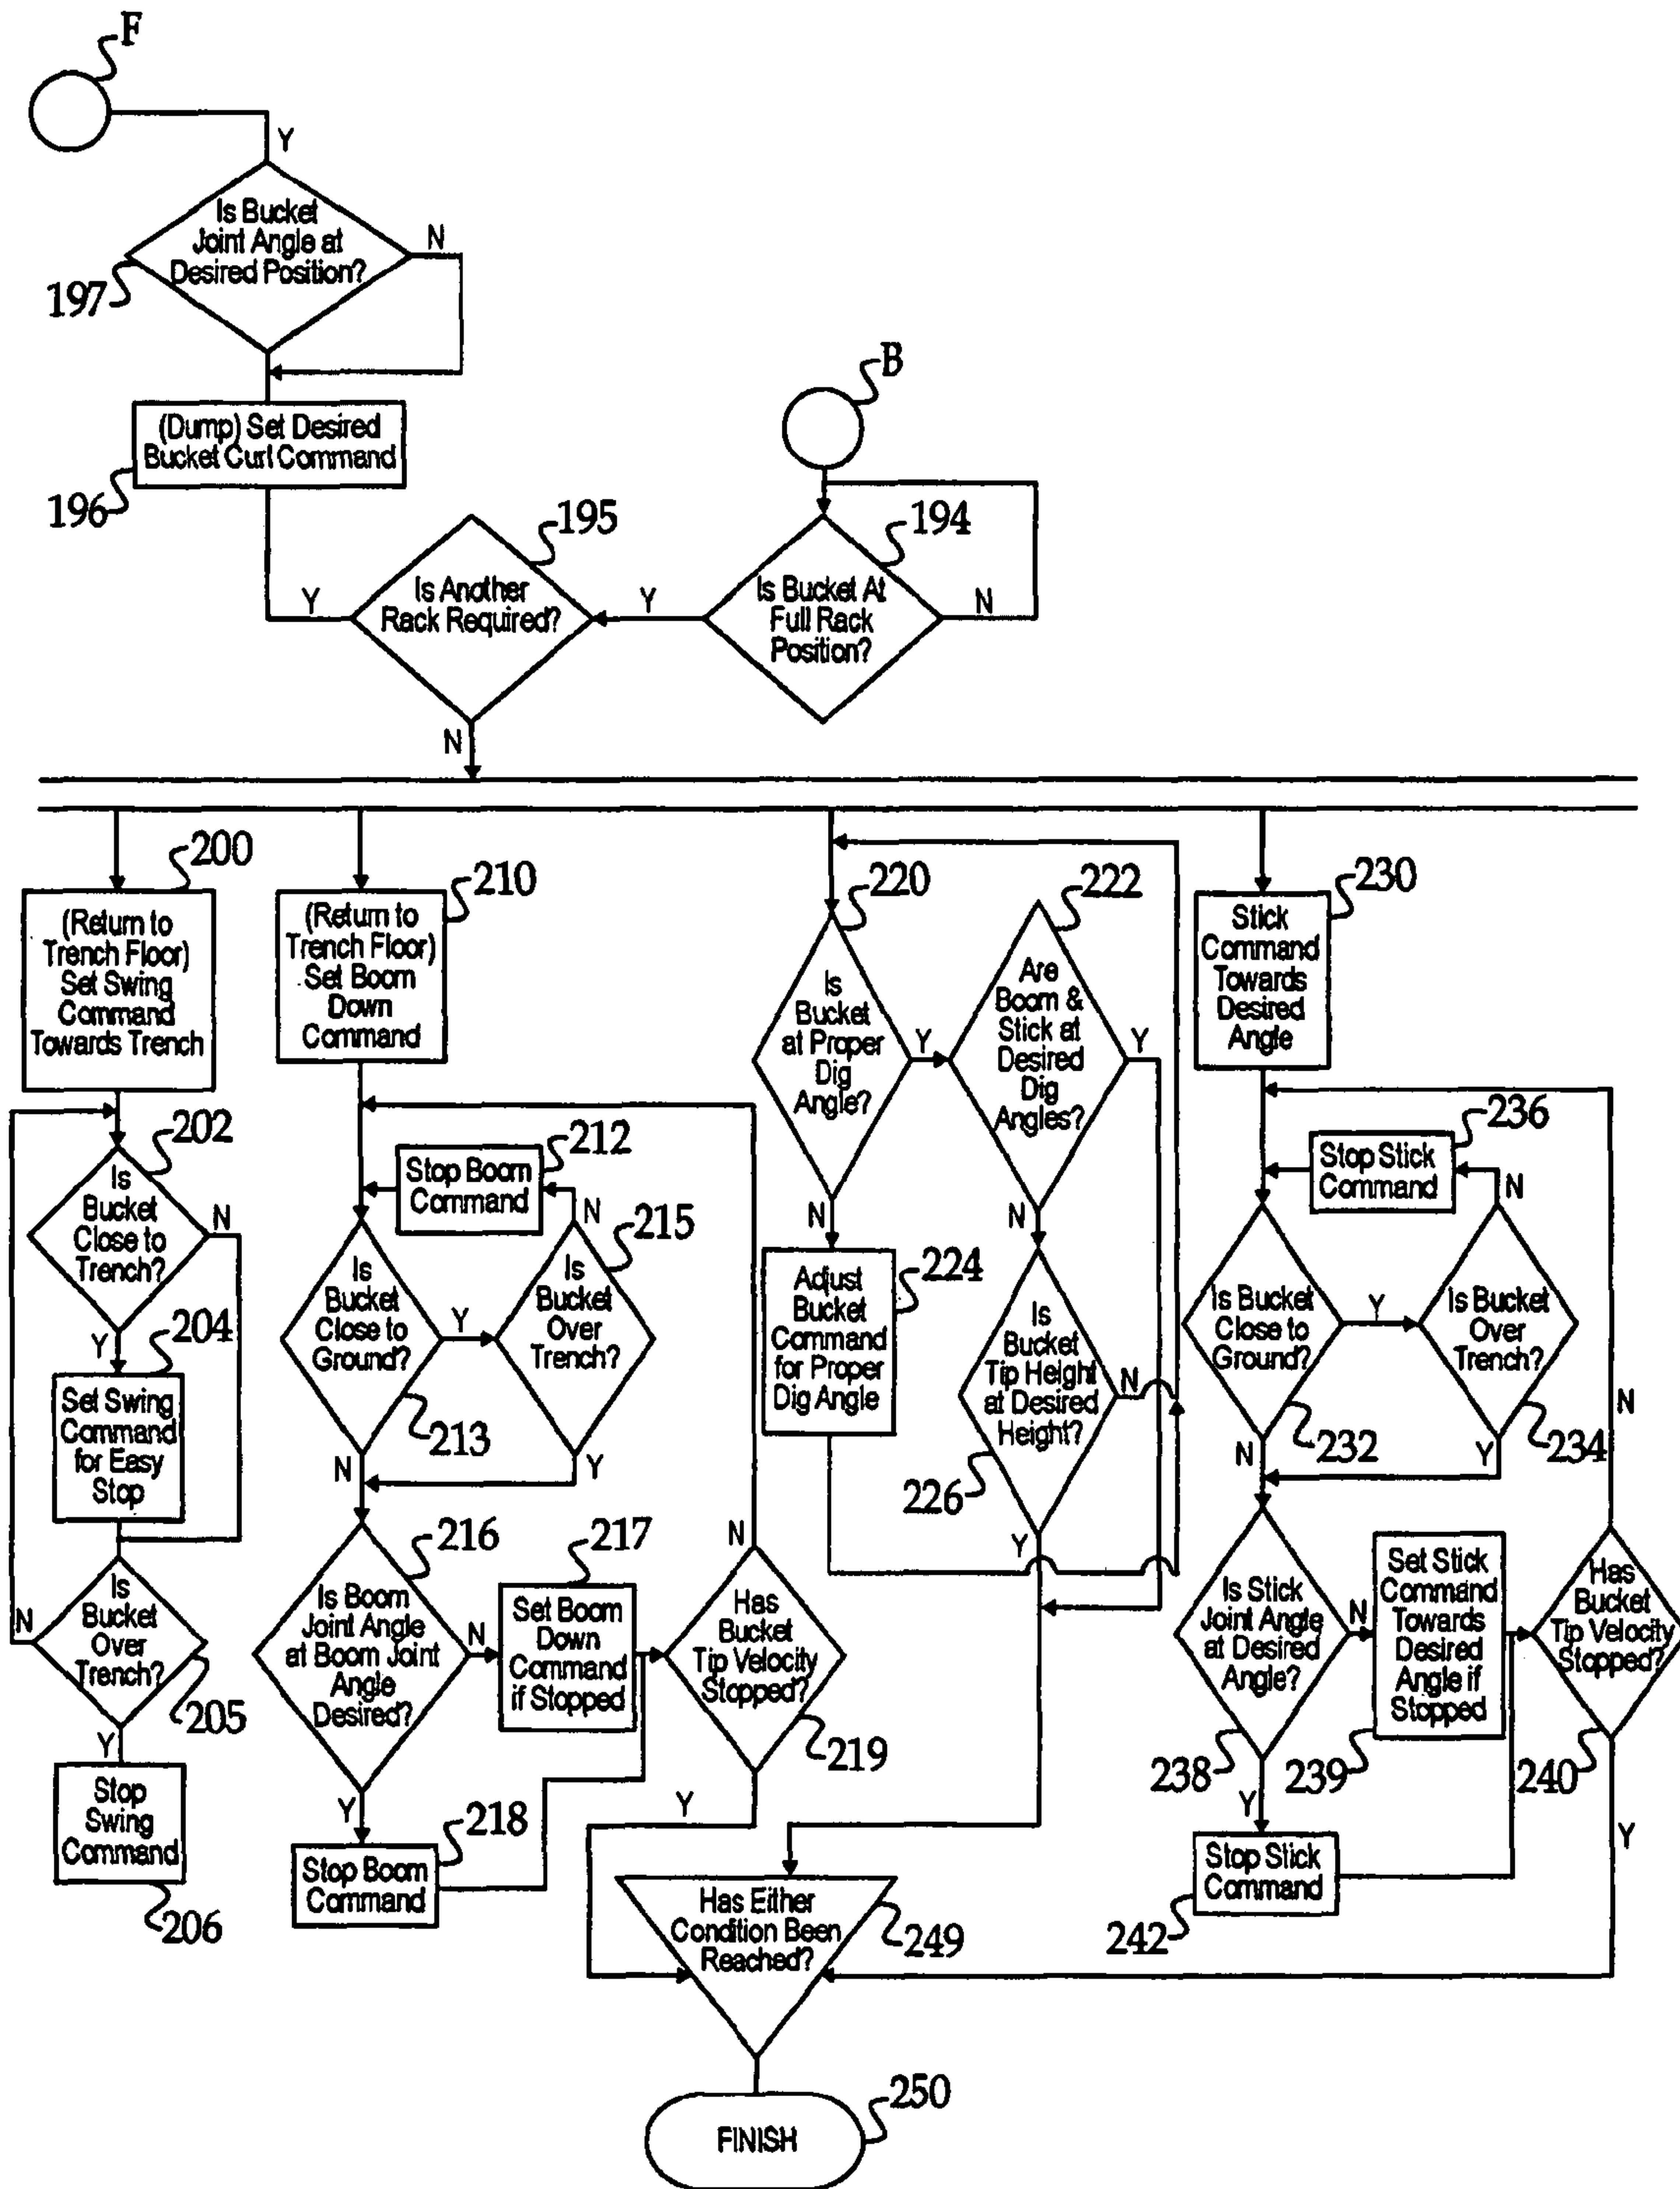 F
Y
Is Bucket
Joint Angle at
Desired Position?
N
197
(Dump) Set Desired
Bucket Curl Command
196
B
195
Is Another
Rack Required?
Y
N
194
Is Bucket At
Full Rack
Position?
Y
N
200
(Return to
Trench Floor)
Set Swing
Command
Towards Trench
202
Is
Bucket
Close to
Trench?
N
Y
204
Set Swing
Command
for Easy
Stop
Is
Bucket
Over
Trench?
N
205
Y
Stop
Swing
Command
206
210
(Return to
Trench Floor)
Set Boom
Down
Command
212
Stop Boom
Command
N
215
Is
Bucket
Close to
Ground?
Y
213
N
Is
Bucket
Over
Trench?
Y
216
Is Boom
Joint Angle
at Boom Joint
Angle
Desired?
N
217
Set Boom
Down
Command
if Stopped
N
Has
Bucket
Tip Velocity
Stopped?
219
Y
Y
218
Stop Boom
Command
220
Is
Bucket
at Proper
Dig
Angle?
Y
N
222
Are
Boom &
Stick at
Desired
Dig
Angles?
Y
N
224
Adjust
Bucket
Command
for Proper
Dig Angle
Is
Bucket
Tip Height
at Desired
Height?
N
226
Y
230
Stick
Command
Towards
Desired
Angle
236
Stop Stick
Command
N
Is Bucket
Close to
Ground?
Y
232
N
Is Bucket
Over
Trench?
234
Y
N
Is Stick
Joint Angle
at Desired
Angle?
N
238
Set Stick
Command
Towards
Desired
Angle if
Stopped
239
Has
Bucket
Tip Velocity
Stopped?
240
Y
Y
Stop Stick
Command
242
Has Either
Condition Been
Reached?
249
FINISH
250